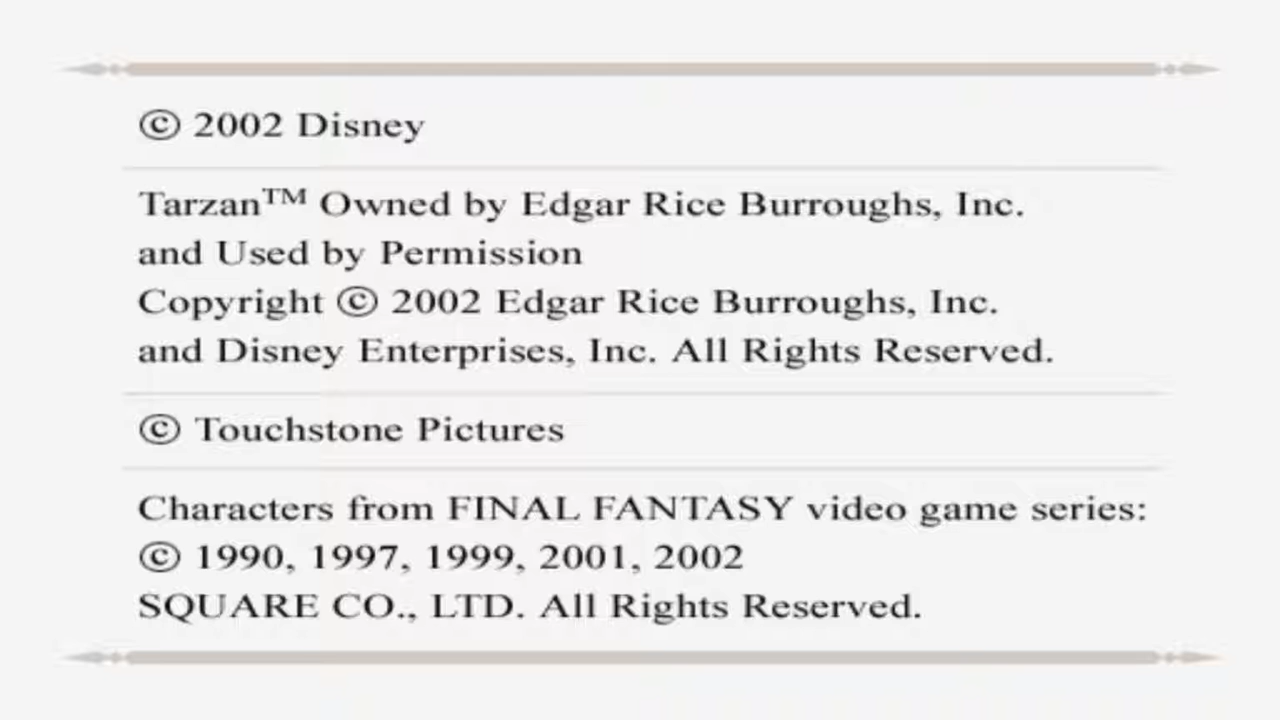 © 2002 Disney
Tarzan™ Owned by Edgar Rice Burroughs, Inc.
and Used by Permission
Copyright © 2002 Edgar Rice Burroughs, Inc.
and Disney Enterprises, Inc. All Rights Reserved.
© Touchstone Pictures
Characters from FINAL FANTASY video game series:
© 1990, 1997, 1999, 2001, 2002
SQUARE CO., LTD. All Rights Reserved.